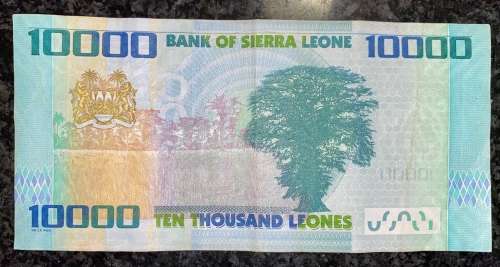 10000 BANK OF SIERRA LEONE 10000
10000 TEN THOUSAND LEONES